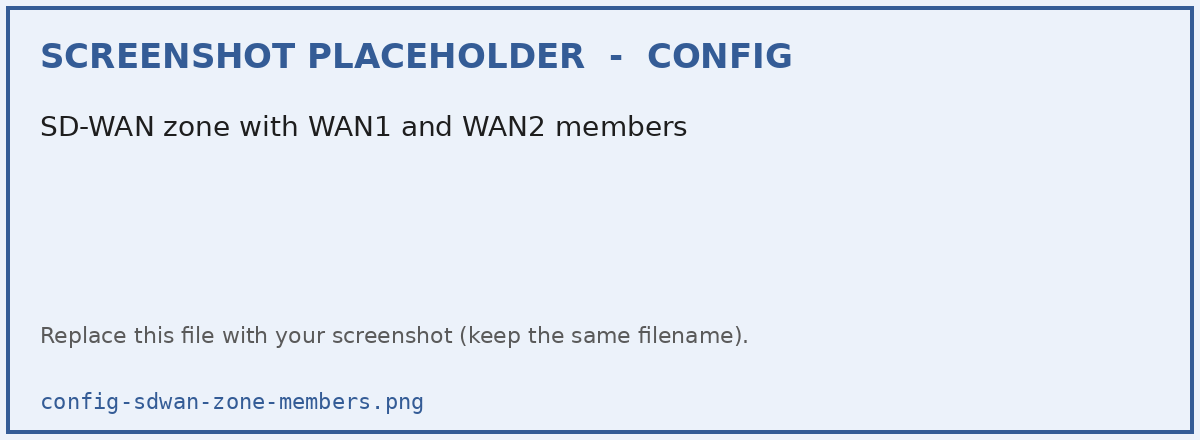 SCREENSHOT PLACEHOLDER - CONFIG
SD-WAN zone with WAN1 and WAN2 members
Replace this file with your screenshot (keep the same filename).
config-sdwan-zone-members.png